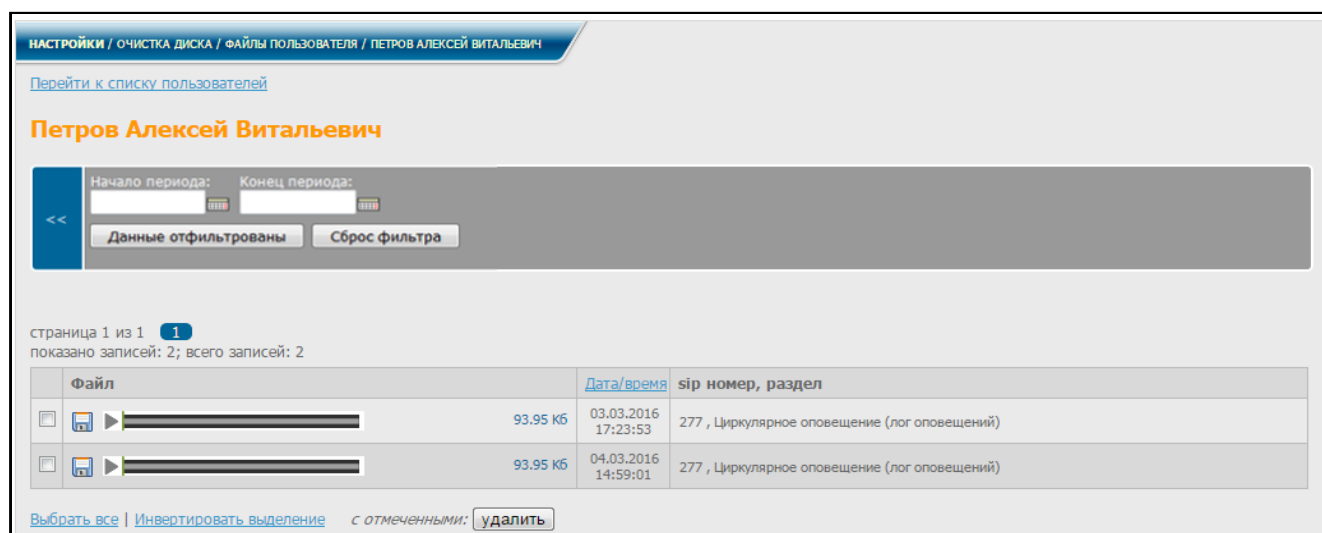 НАСТРОЙКИ / ОЧИСТКА ДИСКА / ФАЙЛЫ ПОЛЬЗОВАТЕЛЯ / ПЕТРОВ АЛЕКСЕЙ ВИТАЛЬЕВИЧ
Перейти к списку пользователей
Петров Алексей Витальевич
Начало периода: Конец периода:
<<
Данные отфильтрованы Сброс фильтра
страница 1 из 1 1
показано записей: 2; всего записей: 2
Файл Дата/время sip номер, раздел
93.95 Кб 03.03.2016 17:23:53 277 , Циркулярное оповещение (лог оповещений)
93.95 Кб 04.03.2016 14:59:01 277 , Циркулярное оповещение (лог оповещений)
Выбрать все | Инвертировать выделение с отмеченными: удалить